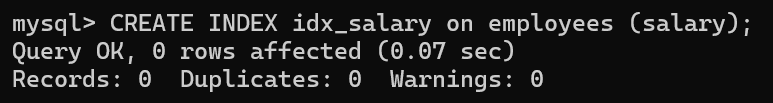 mysql> CREATE INDEX idx_salary on employees (salary);
Query OK, 0 rows affected (0.07 sec)
Records: 0  Duplicates: 0  Warnings: 0